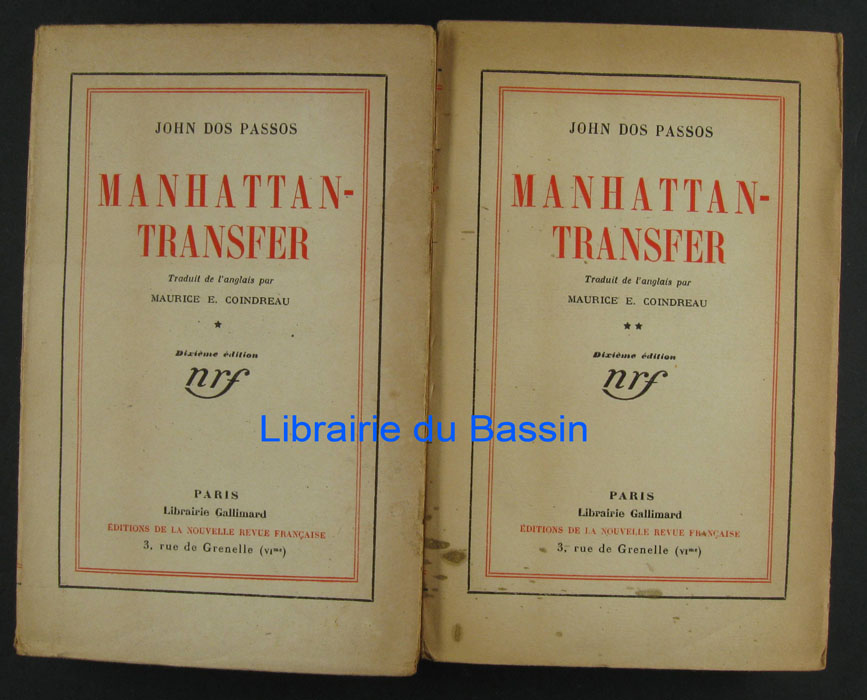 JOHN DOS PASSOS
MANHATTAN-
TRANSFER
Traduit de l'anglais par
MAURICE E. COINDREAU
★
Dixième édition
nrf
PARIS
Librairie Gallimard
ÉDITIONS DE LA NOUVELLE REVUE FRANÇAISE
3, rue de Grenelle (VIme)
JOHN DOS PASSOS
MANHATTAN-
TRANSFER
Traduit de l'anglais par
MAURICE E. COINDREAU
★★
Dixième édition
nrf
PARIS
Librairie Gallimard
ÉDITIONS DE LA NOUVELLE REVUE FRANÇAISE
3, rue de Grenelle (VIme)
Librairie du Bassin